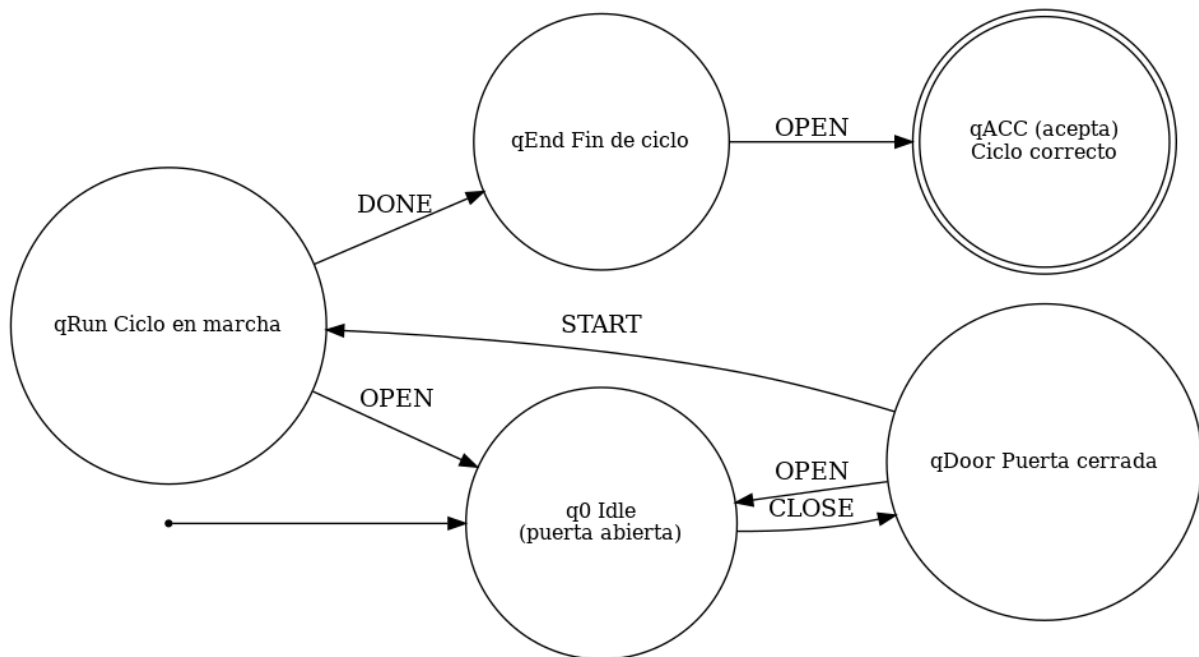 OPEN
qACC (acepta)
Ciclo correcto
qEnd Fin de ciclo
DONE
qRun Ciclo en marcha
START
OPEN
qDoor Puerta cerrada
OPEN
CLOSE
q0 Idle
(puerta abierta)